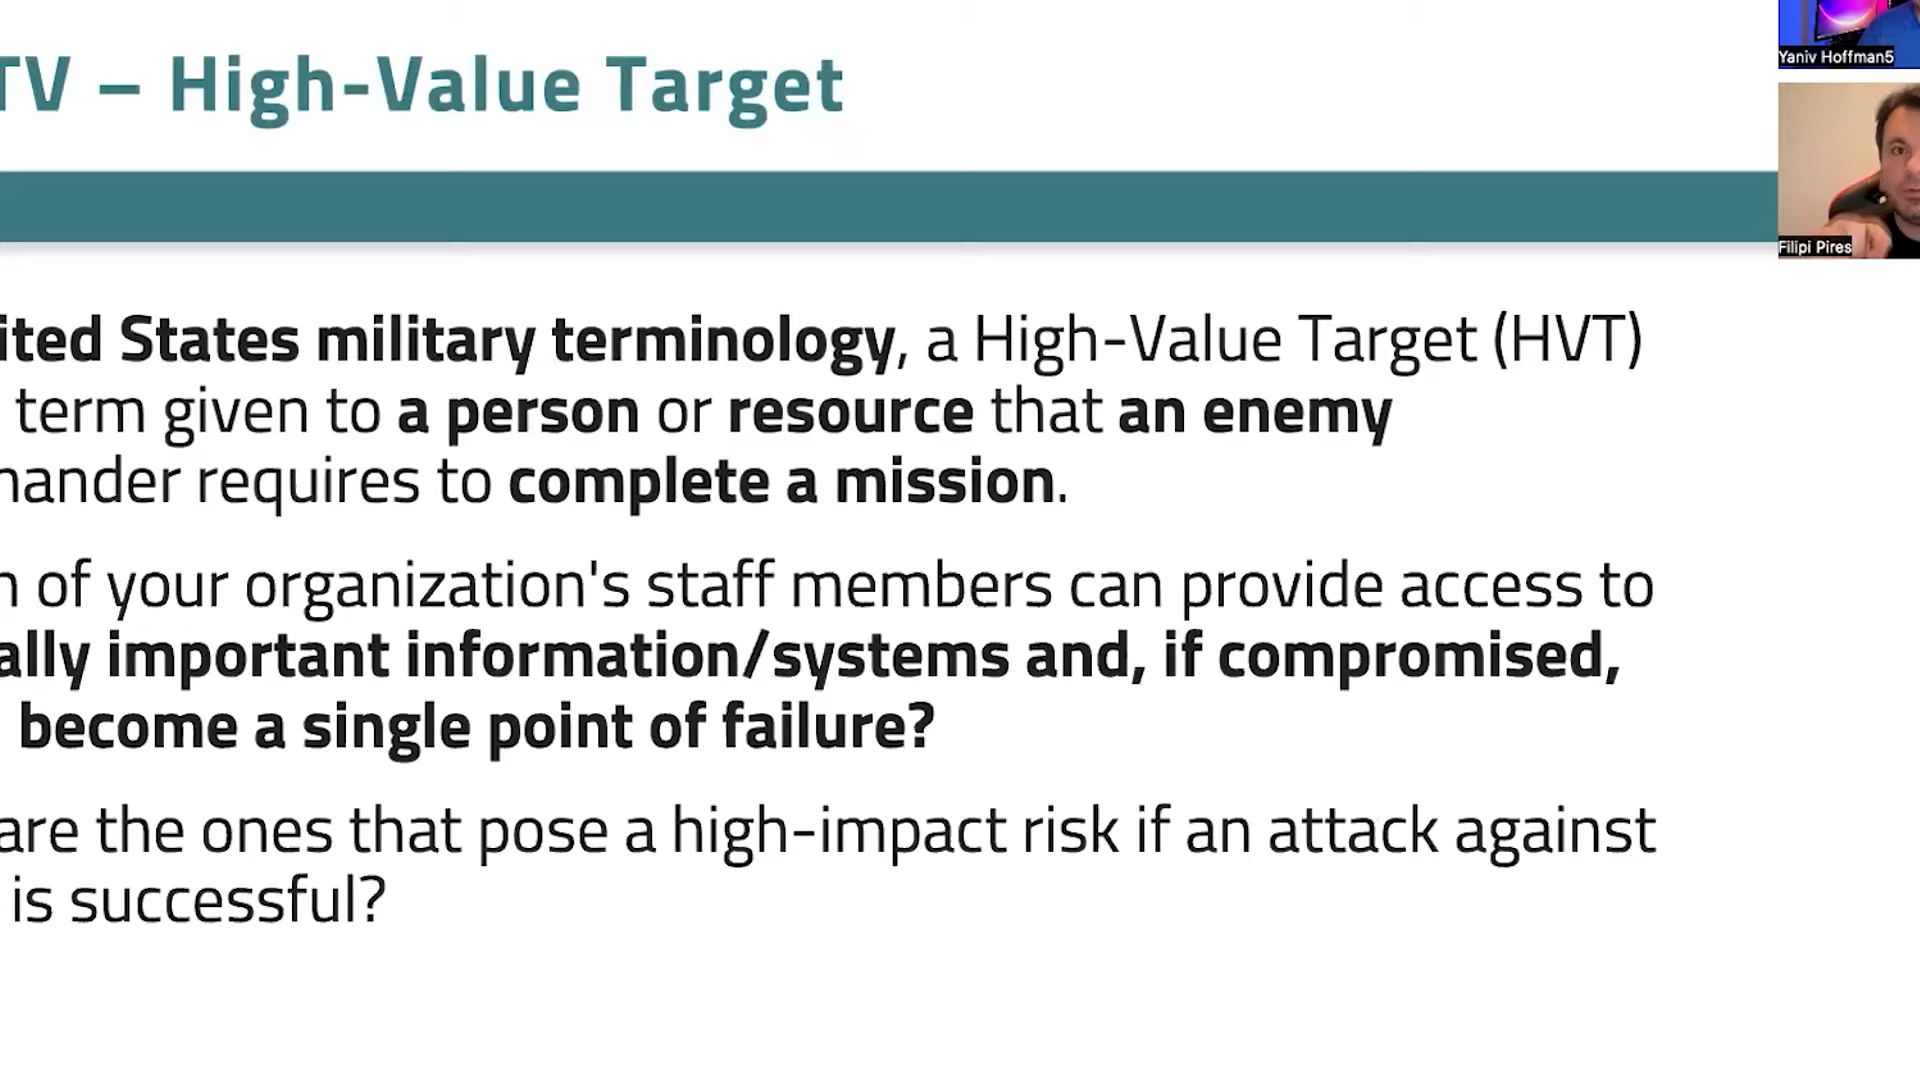 TV – High-Value Target
Yaniv Hoffman5
Filipi Pires
ited States military terminology, a High-Value Target (HVT)
term given to a person or resource that an enemy
mander requires to complete a mission.
h of your organization's staff members can provide access to
ally important information/systems and, if compromised,
become a single point of failure?
are the ones that pose a high-impact risk if an attack against
is successful?